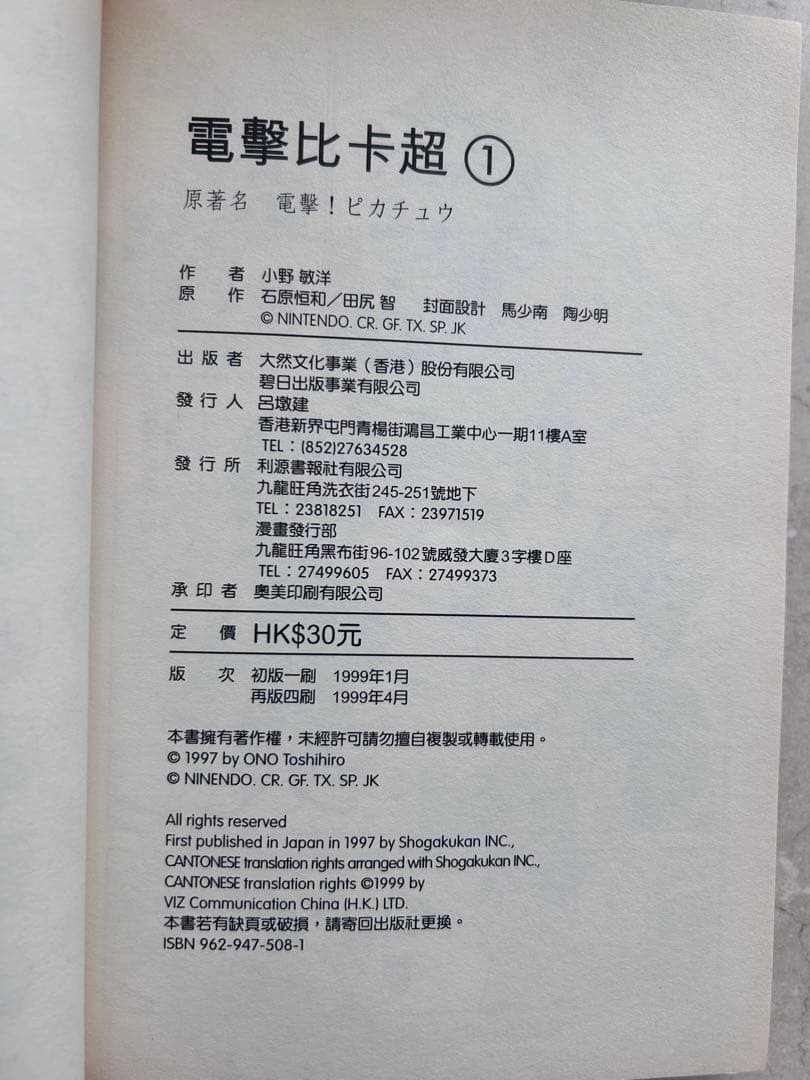 電擊比卡超①
原著名　電擊！ピカチュウ
作　者　小野 敏洋
原　作　石原恒和／田尻 智　封面設計　馬少南　陶少明
© NINTENDO. CR. GF. TX. SP. JK
出版者　大然文化事業（香港）股份有限公司
碧日出版事業有限公司
發行人　呂墩建
香港新界屯門青楊街鴻昌工業中心一期11樓A室
TEL：(852)27634528
發行所　利源書報社有限公司
九龍旺角洗衣街245-251號地下
TEL：23818251　FAX：23971519
漫畫發行部
九龍旺角黑布街96-102號威發大廈3字樓D座
TEL：27499605　FAX：27499373
承印者　奧美印刷有限公司
定　價　HK$30元
版　次　初版一刷　1999年1月
再版四刷　1999年4月
本書擁有著作權，未經許可請勿擅自複製或轉載使用。
© 1997 by ONO Toshihiro
© NINENDO. CR. GF. TX. SP. JK
All rights reserved
First published in Japan in 1997 by Shogakukan INC.,
CANTONESE translation rights arranged with Shogakukan INC.,
CANTONESE translation rights ©1999 by
VIZ Communication China (H.K.) LTD.
本書若有缺頁或破損，請寄回出版社更換。
ISBN 962-947-508-1